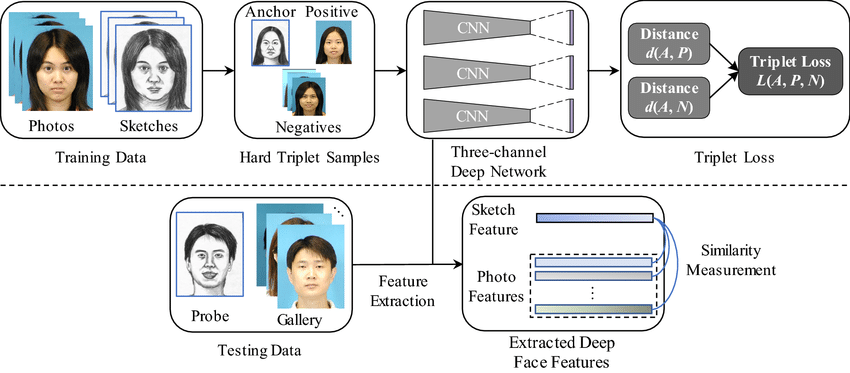 Photos
Sketches
Training Data
Anchor
Positive
Negatives
Hard Triplet Samples
CNN
CNN
CNN
Three-channel
Deep Network
Distance
d(A, P)
Distance
d(A, N)
Triplet Loss
L(A, P, N)
Triplet Loss
Probe
Gallery
Testing Data
Feature
Extraction
Sketch
Feature
Photo
Features
Extracted Deep
Face Features
Similarity
Measurement